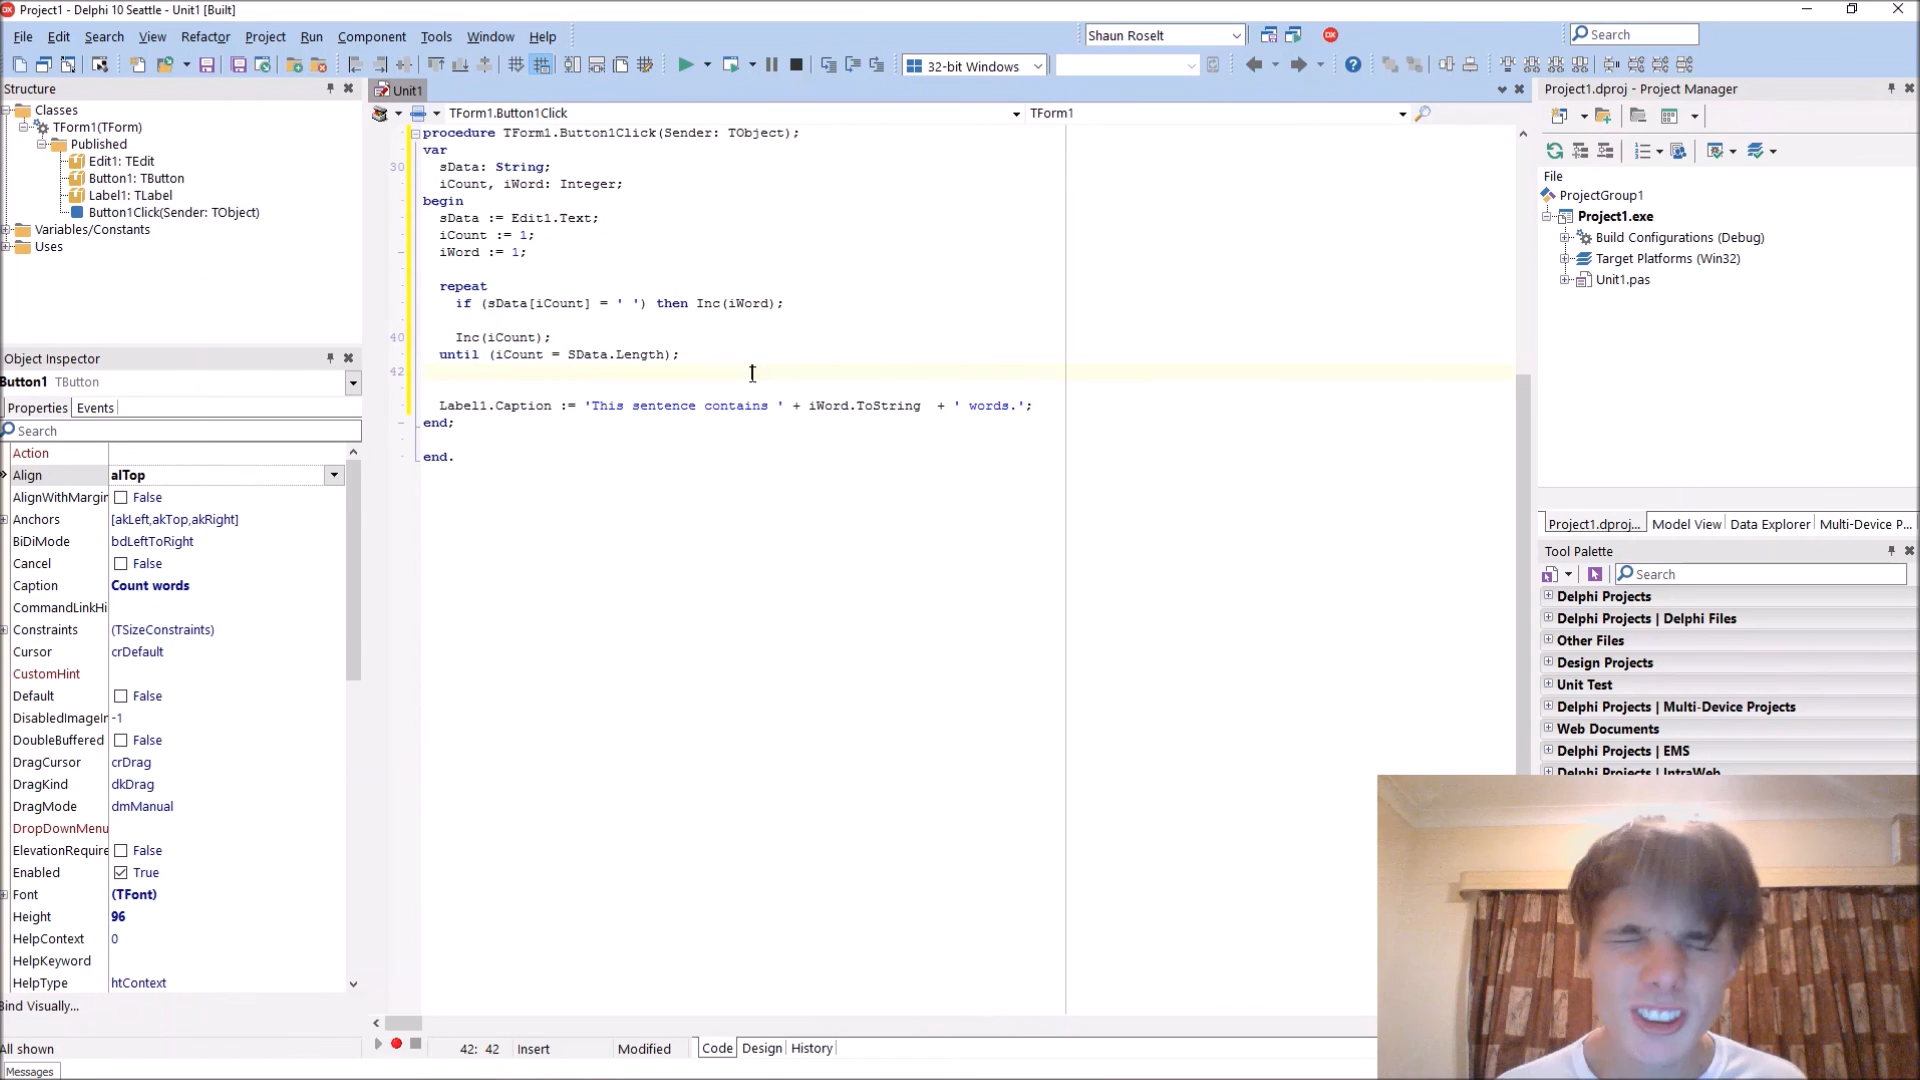 Project1 - Delphi 10 Seattle - Unit1 [Built]
File Edit Search View Refactor Project Run Component Tools Window Help
Shaun Roselt
Search
32-bit Windows
Structure
Classes
TForm1(TForm)
Published
Edit1: TEdit
Button1: TButton
Label1: TLabel
Button1Click(Sender: TObject)
Variables/Constants
Uses
Object Inspector
Button1 TButton
Properties Events
Search
Action
Align alTop
AlignWithMargin False
Anchors [akLeft,akTop,akRight]
BiDiMode bdLeftToRight
Cancel False
Caption Count words
CommandLinkHi
Constraints (TSizeConstraints)
Cursor crDefault
CustomHint
Default False
DisabledImageIr -1
DoubleBuffered False
DragCursor crDrag
DragKind dkDrag
DragMode dmManual
DropDownMenu
ElevationRequire False
Enabled True
Font (TFont)
Height 96
HelpContext 0
HelpKeyword
HelpType htContext
Bind Visually...
All shown
Messages
Unit1
TForm1.Button1Click TForm1
procedure TForm1.Button1Click(Sender: TObject);
var
30 sData: String;
iCount, iWord: Integer;
begin
sData := Edit1.Text;
iCount := 1;
iWord := 1;
repeat
if (sData[iCount] = ' ') then Inc(iWord);
40 Inc(iCount);
until (iCount = SData.Length);
42
Label1.Caption := 'This sentence contains ' + iWord.ToString  + ' words.';
end;
end.
42: 42 Insert Modified Code Design History
Project1.dproj - Project Manager
File
ProjectGroup1
Project1.exe
Build Configurations (Debug)
Target Platforms (Win32)
Unit1.pas
Project1.dproj... Model View Data Explorer Multi-Device P...
Tool Palette
Search
Delphi Projects
Delphi Projects | Delphi Files
Other Files
Design Projects
Unit Test
Delphi Projects | Multi-Device Projects
Web Documents
Delphi Projects | EMS
Delphi Projects | IntraWeb